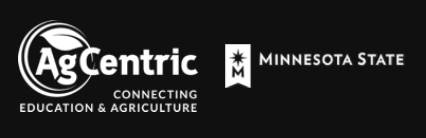 AgCentric
CONNECTING
EDUCATION & AGRICULTURE
M
MINNESOTA STATE